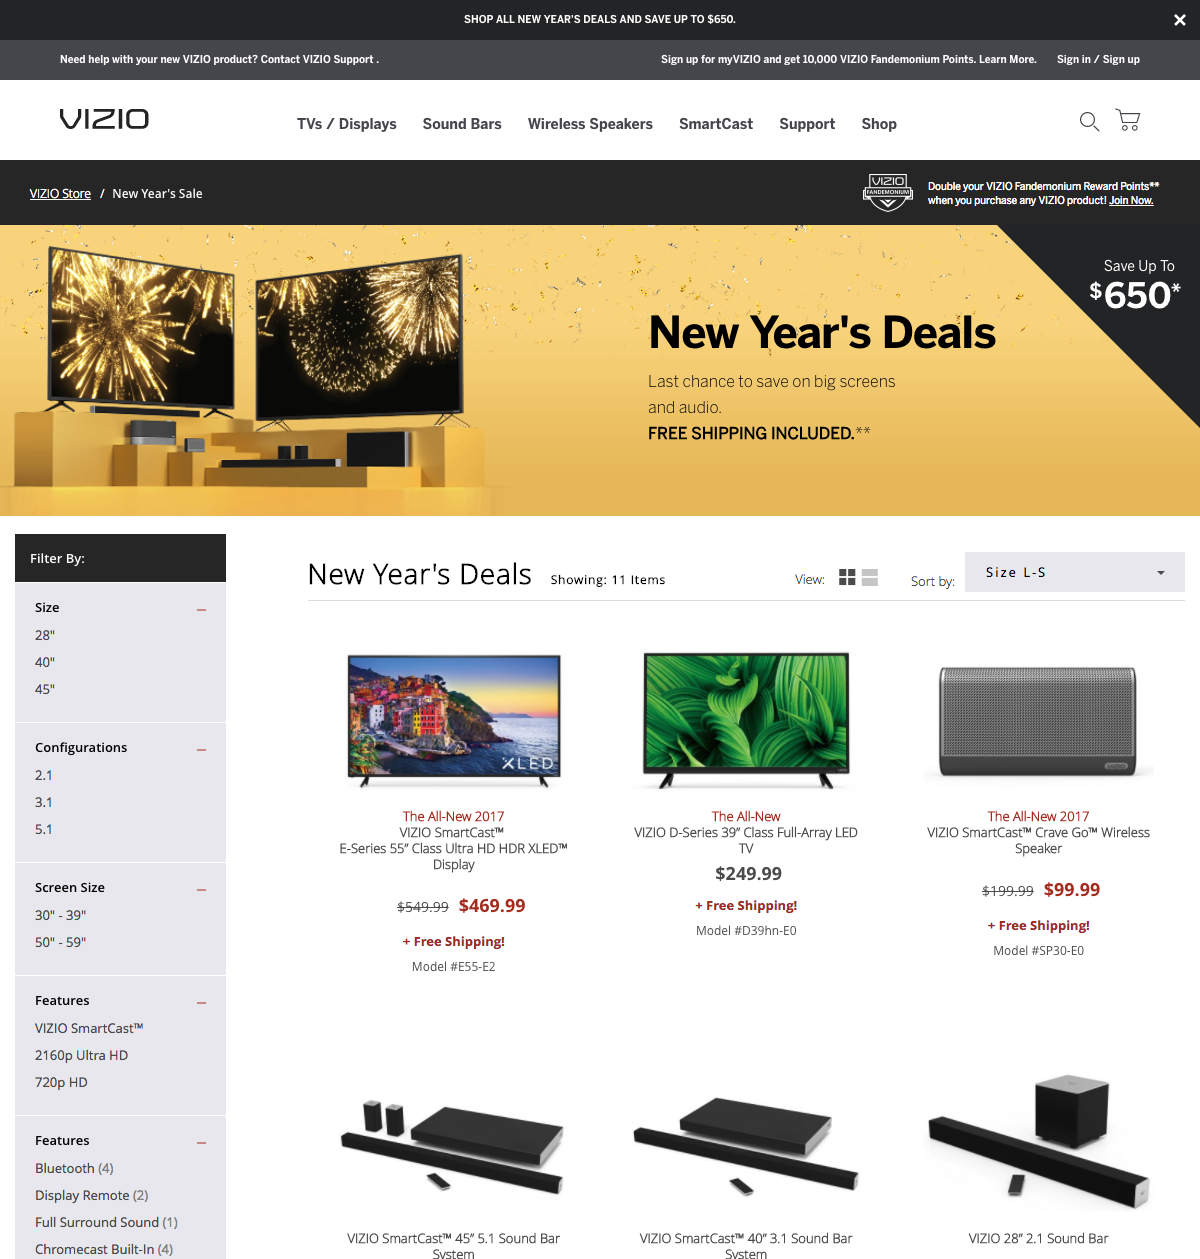 SHOP ALL NEW YEAR'S DEALS AND SAVE UP TO $650.
Need help with your new VIZIO product? Contact VIZIO Support .
Sign up for myVIZIO and get 10,000 VIZIO Fandemonium Points. Learn More.
Sign in / Sign up
VIZIO
TVs / Displays
Sound Bars
Wireless Speakers
SmartCast
Support
Shop
VIZIO Store / New Year's Sale
VIZIO
FANDEMONIUM
Double your VIZIO Fandemonium Reward Points**
when you purchase any VIZIO product! Join Now.
Save Up To
$650*
New Year's Deals
Last chance to save on big screens
and audio.
FREE SHIPPING INCLUDED.**
Filter By:
Size
28"
40"
45"
Configurations
2.1
3.1
5.1
Screen Size
30" - 39"
50" - 59"
Features
VIZIO SmartCast™
2160p Ultra HD
720p HD
Features
Bluetooth (4)
Display Remote (2)
Full Surround Sound (1)
Chromecast Built-In (4)
New Year's Deals
Showing: 11 Items
View:
Sort by:
Size L-S
XLED
The All-New 2017
VIZIO SmartCast™
E-Series 55” Class Ultra HD HDR XLED™
Display
$549.99 $469.99
+ Free Shipping!
Model #E55-E2
The All-New
VIZIO D-Series 39” Class Full-Array LED
TV
$249.99
+ Free Shipping!
Model #D39hn-E0
VIZIO
The All-New 2017
VIZIO SmartCast™ Crave Go™ Wireless
Speaker
$199.99 $99.99
+ Free Shipping!
Model #SP30-E0
VIZIO SmartCast™ 45” 5.1 Sound Bar
System
VIZIO SmartCast™ 40” 3.1 Sound Bar
System
VIZIO 28” 2.1 Sound Bar